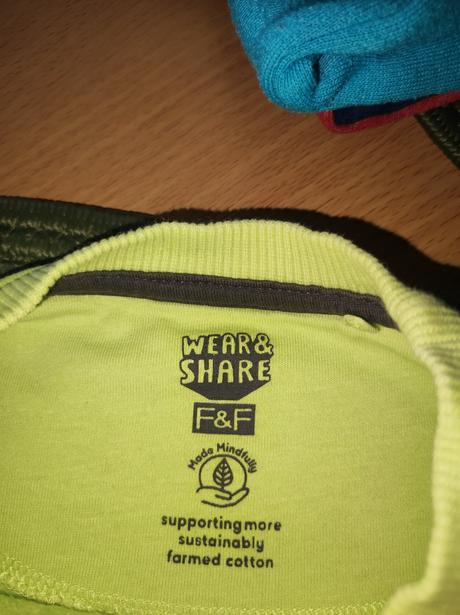 WEAR&
SHARE
F&F
Made Mindfully
supporting more
sustainably
farmed cotton